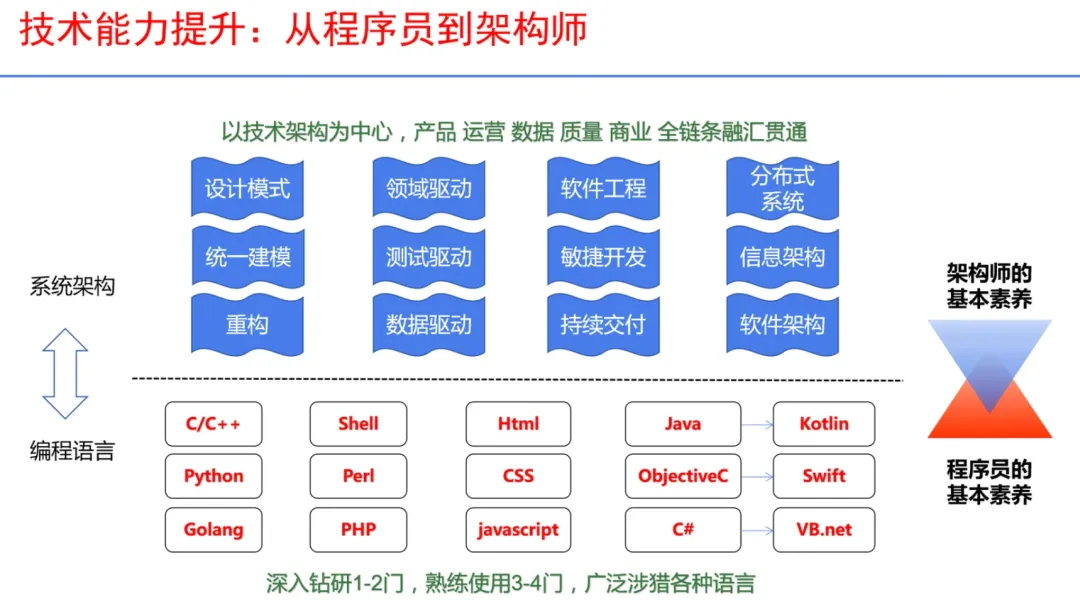 技术能力提升：从程序员到架构师
以技术架构为中心，产品 运营 数据 质量 商业 全链条融汇贯通
设计模式
领域驱动
软件工程
分布式
系统
统一建模
测试驱动
敏捷开发
信息架构
重构
数据驱动
持续交付
软件架构
系统架构
编程语言
架构师的
基本素养
程序员的
基本素养
C/C++
Shell
Html
Java
Kotlin
Python
Perl
CSS
ObjectiveC
Swift
Golang
PHP
javascript
C#
VB.net
深入钻研1-2门，熟练使用3-4门，广泛涉猎各种语言